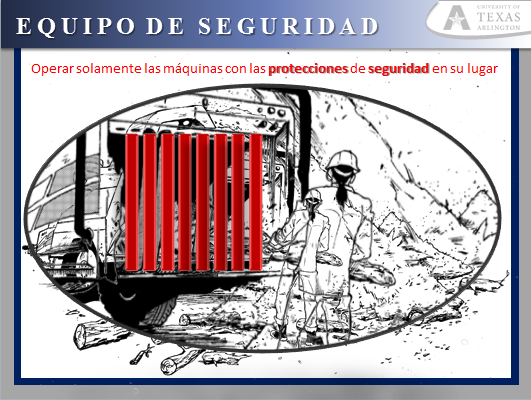 EQUIPO DE SEGURIDAD
UNIVERSITY OF
TEXAS
ARLINGTON
Operar solamente las máquinas con las protecciones de seguridad en su lugar